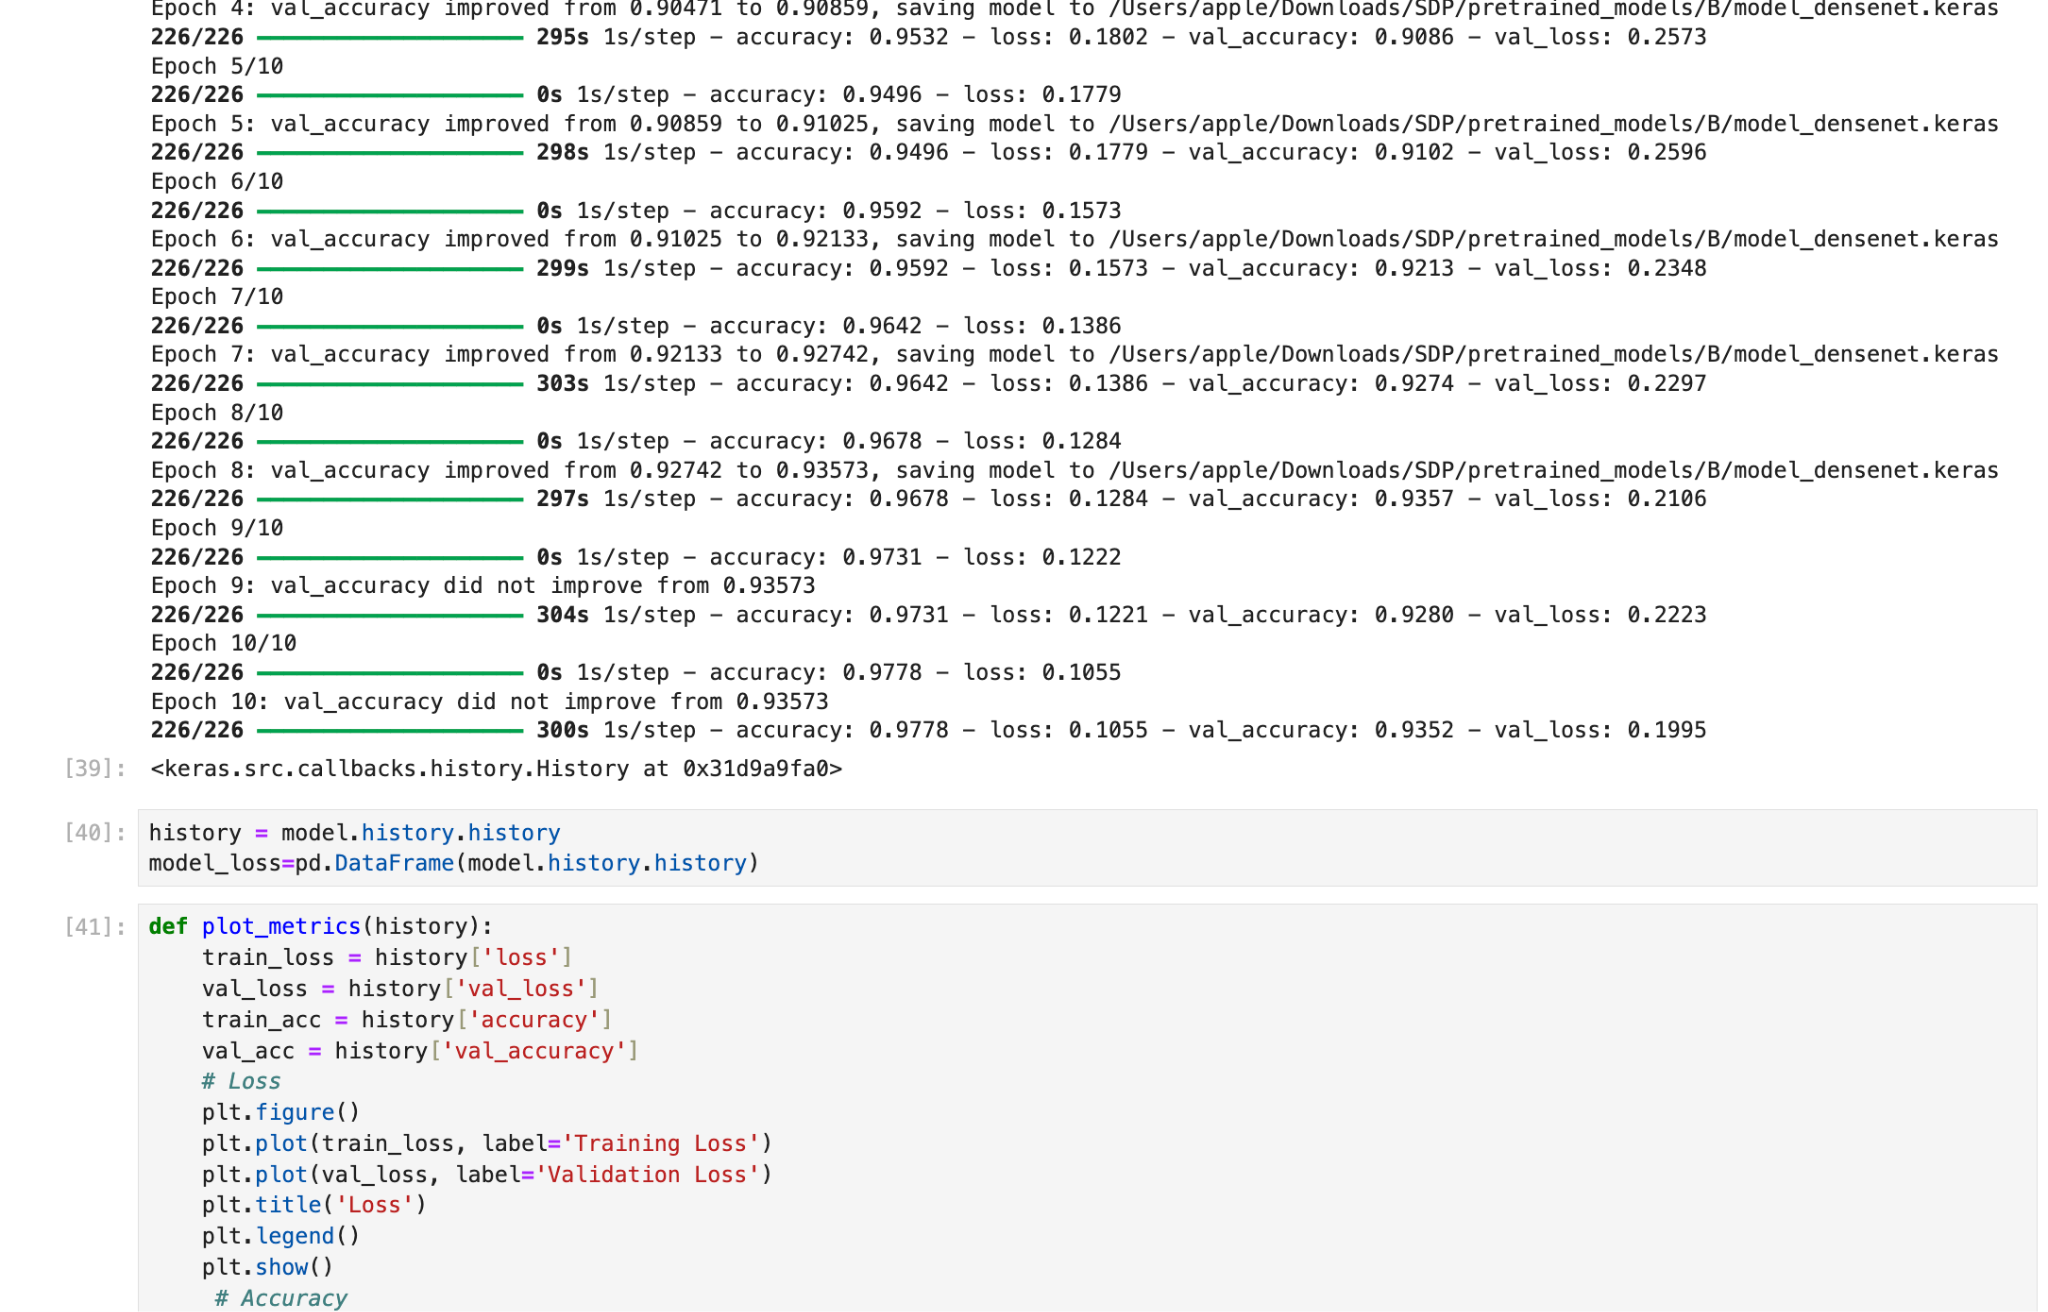 Epoch 4: val_accuracy improved from 0.90471 to 0.90859, saving model to /Users/apple/Downloads/SDP/pretrained_models/B/model_densenet.keras
226/226 ━━━━━━━━━━━━━━━━━━━━ 295s 1s/step – accuracy: 0.9532 – loss: 0.1802 – val_accuracy: 0.9086 – val_loss: 0.2573
Epoch 5/10
226/226 ━━━━━━━━━━━━━━━━━━━━ 0s 1s/step – accuracy: 0.9496 – loss: 0.1779
Epoch 5: val_accuracy improved from 0.90859 to 0.91025, saving model to /Users/apple/Downloads/SDP/pretrained_models/B/model_densenet.keras
226/226 ━━━━━━━━━━━━━━━━━━━━ 298s 1s/step – accuracy: 0.9496 – loss: 0.1779 – val_accuracy: 0.9102 – val_loss: 0.2596
Epoch 6/10
226/226 ━━━━━━━━━━━━━━━━━━━━ 0s 1s/step – accuracy: 0.9592 – loss: 0.1573
Epoch 6: val_accuracy improved from 0.91025 to 0.92133, saving model to /Users/apple/Downloads/SDP/pretrained_models/B/model_densenet.keras
226/226 ━━━━━━━━━━━━━━━━━━━━ 299s 1s/step – accuracy: 0.9592 – loss: 0.1573 – val_accuracy: 0.9213 – val_loss: 0.2348
Epoch 7/10
226/226 ━━━━━━━━━━━━━━━━━━━━ 0s 1s/step – accuracy: 0.9642 – loss: 0.1386
Epoch 7: val_accuracy improved from 0.92133 to 0.92742, saving model to /Users/apple/Downloads/SDP/pretrained_models/B/model_densenet.keras
226/226 ━━━━━━━━━━━━━━━━━━━━ 303s 1s/step – accuracy: 0.9642 – loss: 0.1386 – val_accuracy: 0.9274 – val_loss: 0.2297
Epoch 8/10
226/226 ━━━━━━━━━━━━━━━━━━━━ 0s 1s/step – accuracy: 0.9678 – loss: 0.1284
Epoch 8: val_accuracy improved from 0.92742 to 0.93573, saving model to /Users/apple/Downloads/SDP/pretrained_models/B/model_densenet.keras
226/226 ━━━━━━━━━━━━━━━━━━━━ 297s 1s/step – accuracy: 0.9678 – loss: 0.1284 – val_accuracy: 0.9357 – val_loss: 0.2106
Epoch 9/10
226/226 ━━━━━━━━━━━━━━━━━━━━ 0s 1s/step – accuracy: 0.9731 – loss: 0.1222
Epoch 9: val_accuracy did not improve from 0.93573
226/226 ━━━━━━━━━━━━━━━━━━━━ 304s 1s/step – accuracy: 0.9731 – loss: 0.1221 – val_accuracy: 0.9280 – val_loss: 0.2223
Epoch 10/10
226/226 ━━━━━━━━━━━━━━━━━━━━ 0s 1s/step – accuracy: 0.9778 – loss: 0.1055
Epoch 10: val_accuracy did not improve from 0.93573
226/226 ━━━━━━━━━━━━━━━━━━━━ 300s 1s/step – accuracy: 0.9778 – loss: 0.1055 – val_accuracy: 0.9352 – val_loss: 0.1995
[39]: <keras.src.callbacks.history.History at 0x31d9a9fa0>
[40]: history = model.history.history
model_loss=pd.DataFrame(model.history.history)
[41]: def plot_metrics(history):
    train_loss = history['loss']
    val_loss = history['val_loss']
    train_acc = history['accuracy']
    val_acc = history['val_accuracy']
    # Loss
    plt.figure()
    plt.plot(train_loss, label='Training Loss')
    plt.plot(val_loss, label='Validation Loss')
    plt.title('Loss')
    plt.legend()
    plt.show()
     # Accuracy